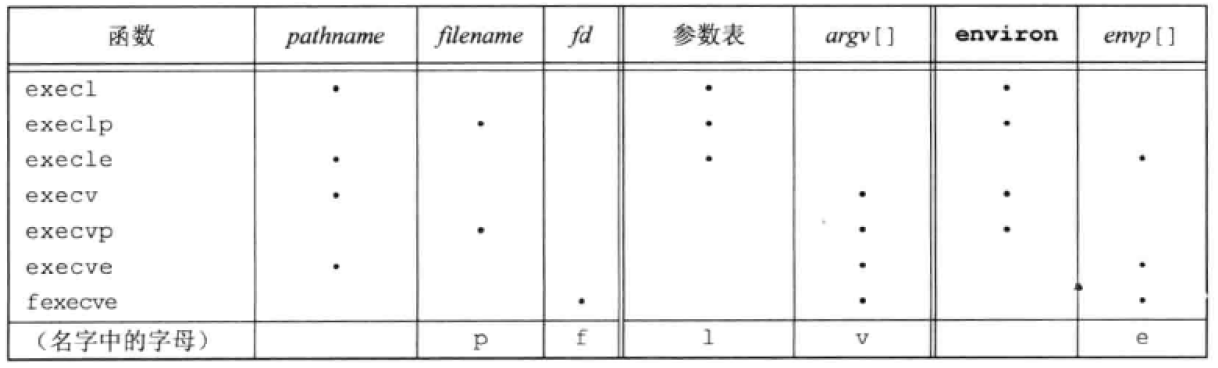 函数 pathname filename fd 参数表 argv[] environ envp[]
execl • • •
execlp • • •
execle • • •
execv • • •
execvp • • •
execve • • •
fexecve • • •
（名字中的字母） p f l v e